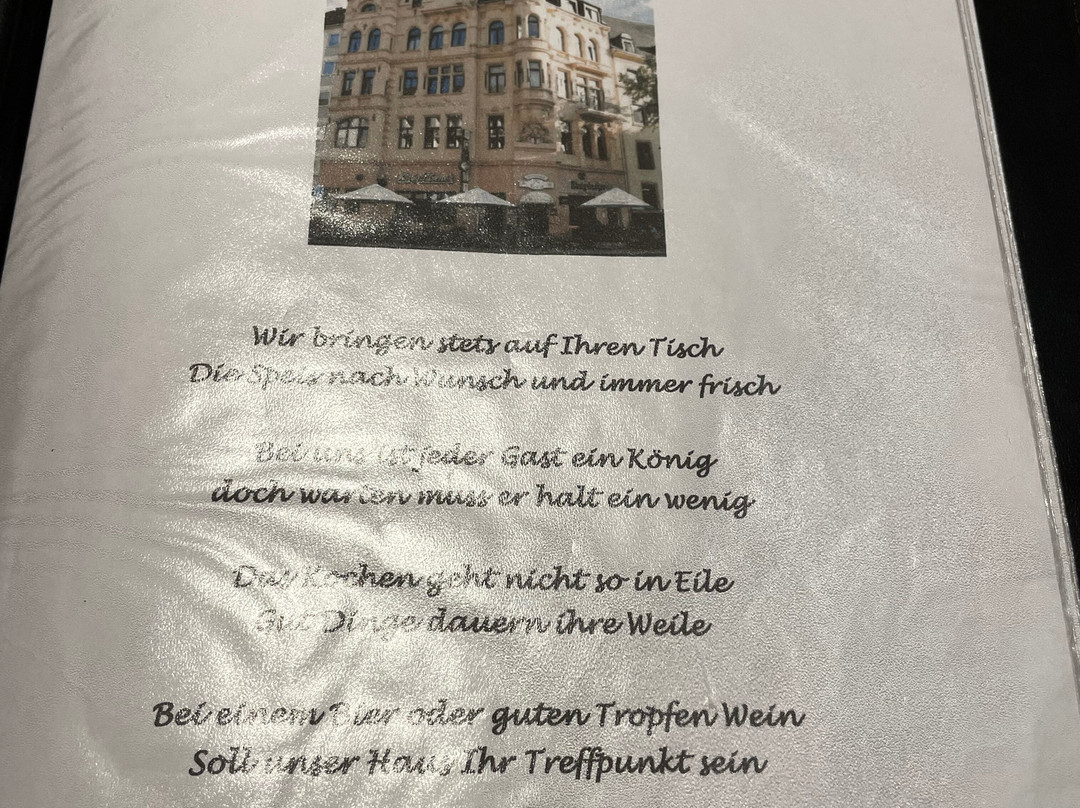 Wir bringen stets auf Ihren Tisch
Die Speis nach Wunsch und immer frisch
Bei uns ist jeder Gast ein König
doch warten muss er halt ein wenig
Das Kochen geht nicht so in Eile
Gut Dinge dauern ihre Weile
Bei einem Bier oder guten Tropfen Wein
Soll unser Haus Ihr Treffpunkt sein